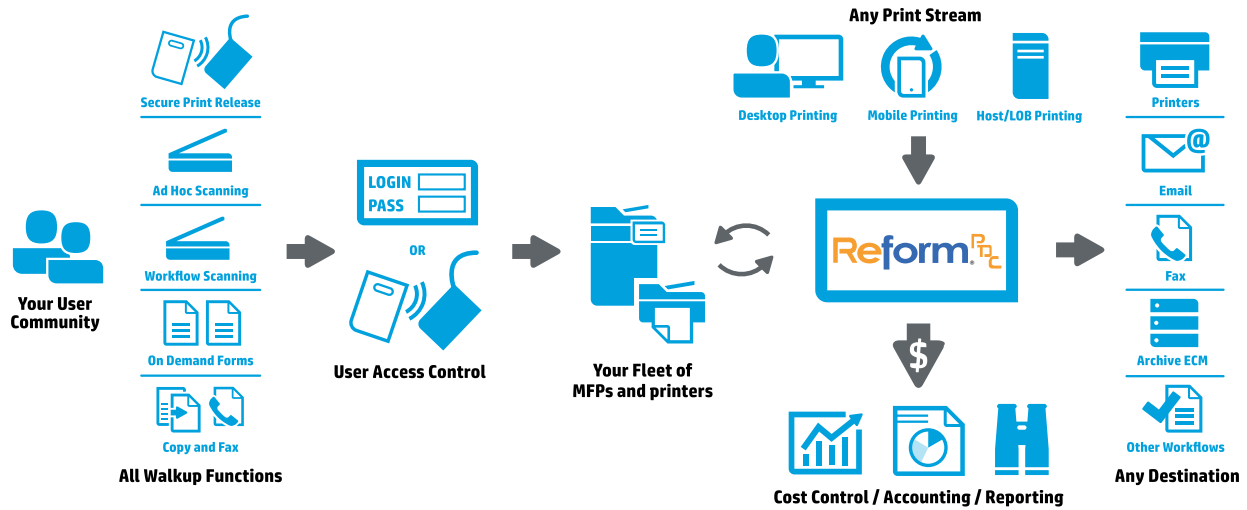 Your User
Community
Secure Print Release
Ad Hoc Scanning
Workflow Scanning
On Demand Forms
Copy and Fax
All Walkup Functions
LOGIN
PASS
OR
User Access Control
Your Fleet of
MFPs and printers
Any Print Stream
Desktop Printing
Mobile Printing
Host/LOB Printing
Reform. PDC
$
Cost Control / Accounting / Reporting
Printers
@
Email
Fax
Archive ECM
Other Workflows
Any Destination